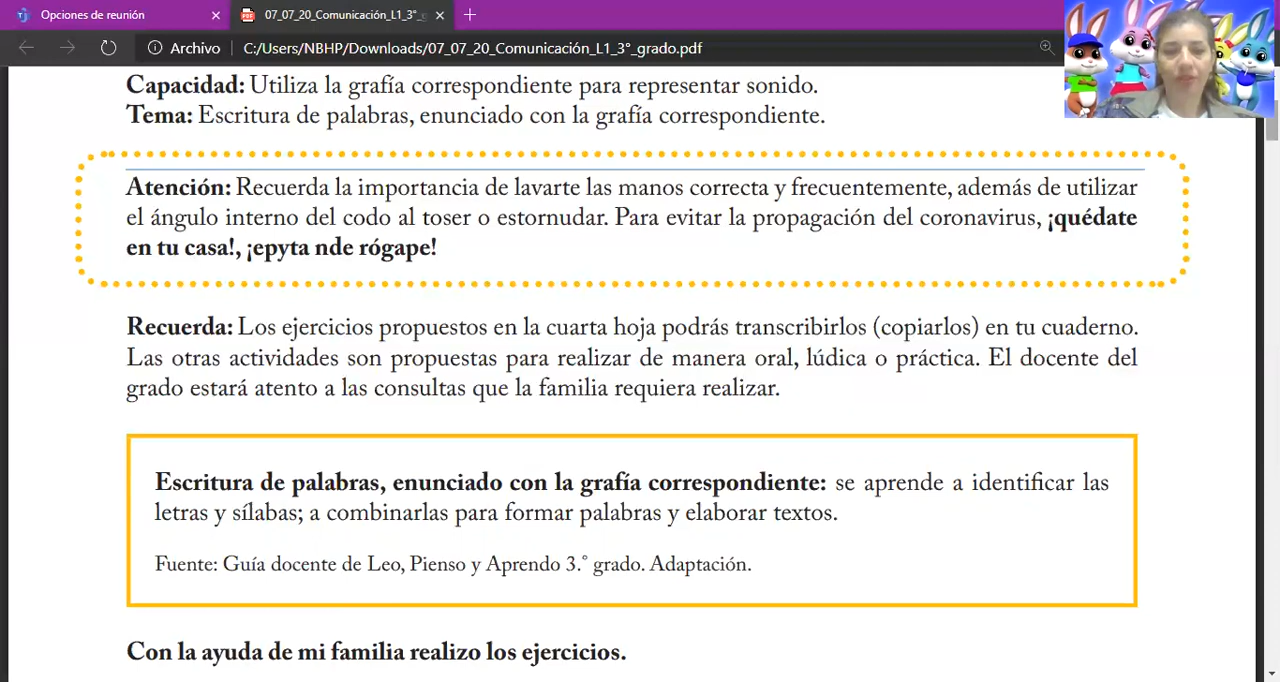 Opciones de reunión
07_07_20_Comunicación_L1_3°_g
Archivo C:/Users/NBHP/Downloads/07_07_20_Comunicación_L1_3°_grado.pdf
Capacidad: Utiliza la grafía correspondiente para representar sonido.
Tema: Escritura de palabras, enunciado con la grafía correspondiente.
Atención: Recuerda la importancia de lavarte las manos correcta y frecuentemente, además de utilizar
el ángulo interno del codo al toser o estornudar. Para evitar la propagación del coronavirus, ¡quédate
en tu casa!, ¡epyta nde rógape!
Recuerda: Los ejercicios propuestos en la cuarta hoja podrás transcribirlos (copiarlos) en tu cuaderno.
Las otras actividades son propuestas para realizar de manera oral, lúdica o práctica. El docente del
grado estará atento a las consultas que la familia requiera realizar.
Escritura de palabras, enunciado con la grafía correspondiente: se aprende a identificar las
letras y sílabas; a combinarlas para formar palabras y elaborar textos.
Fuente: Guía docente de Leo, Pienso y Aprendo 3.° grado. Adaptación.
Con la ayuda de mi familia realizo los ejercicios.